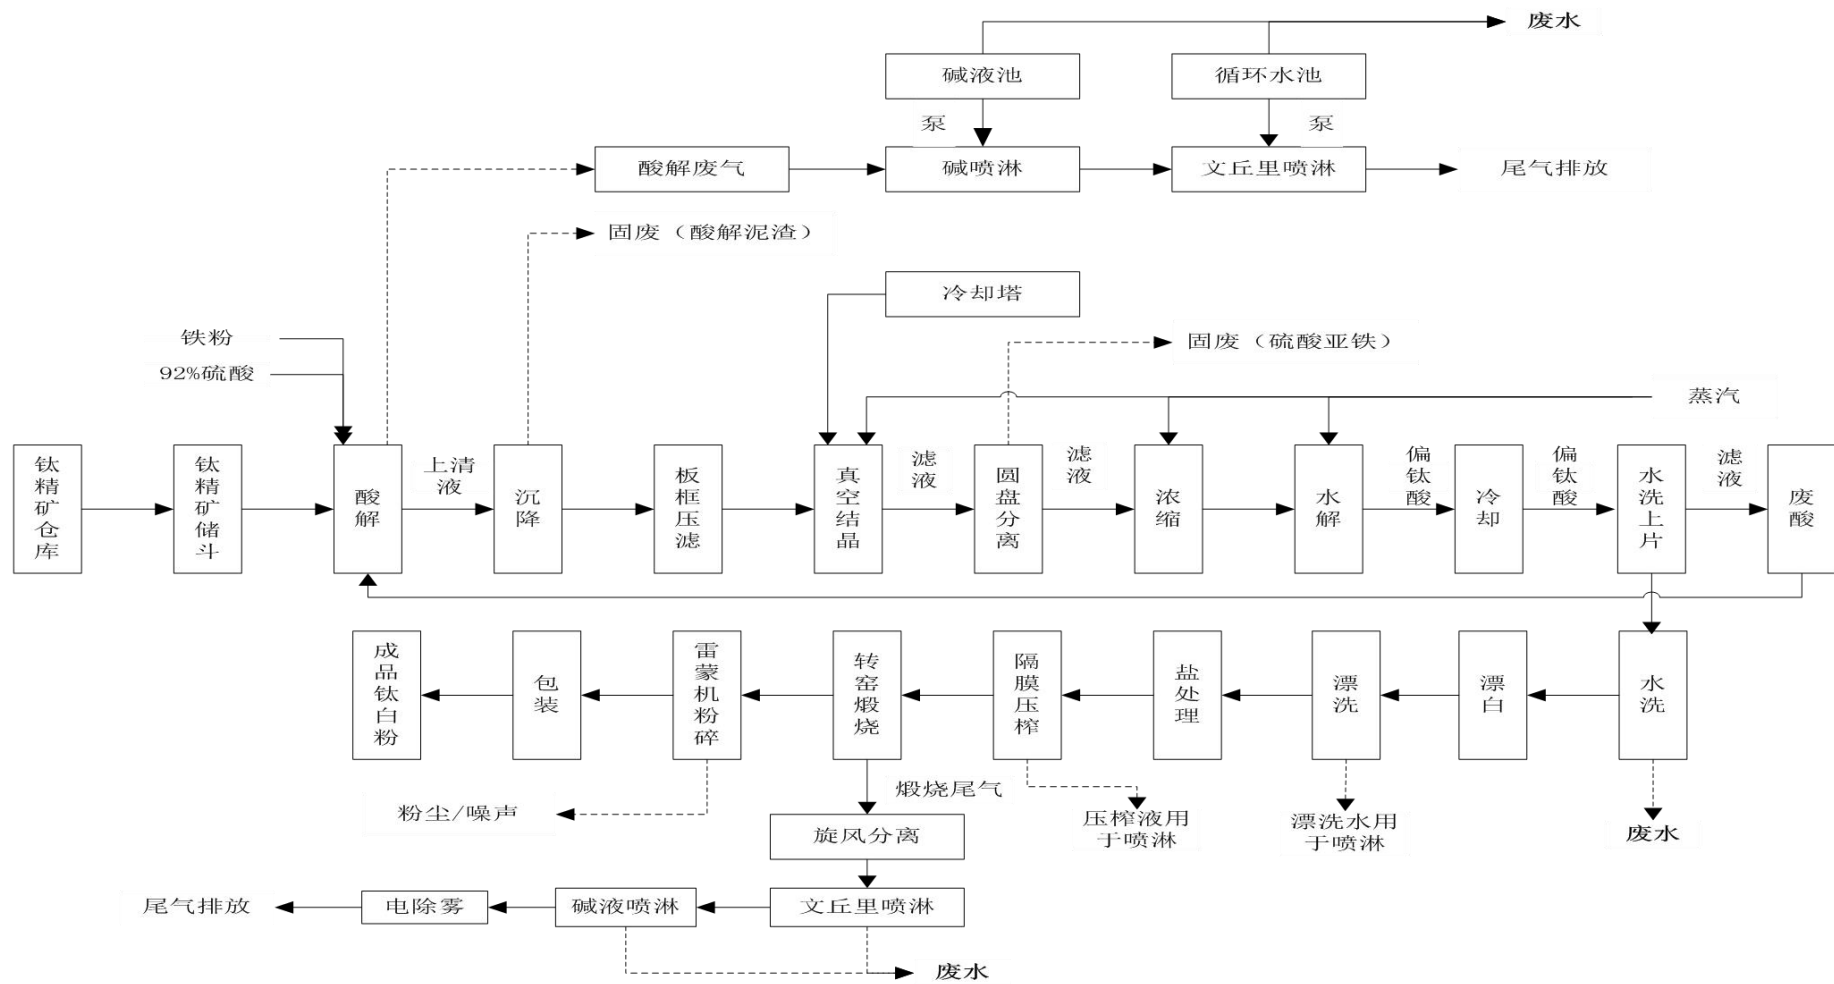 废水
碱液池
循环水池
泵
泵
酸解废气
碱喷淋
文丘里喷淋
尾气排放
固废（酸解泥渣）
冷却塔
铁粉
固废（硫酸亚铁）
92%硫酸
蒸汽
钛精矿仓库
钛精矿储斗
酸解
上清液
沉降
板框压滤
真空结晶
滤液
圆盘分离
滤液
浓缩
水解
偏钛酸
冷却
偏钛酸
水洗上片
滤液
废酸
成品钛白粉
包装
雷蒙机粉碎
转窑煅烧
隔膜压榨
盐处理
漂洗
漂白
水洗
煅烧尾气
粉尘/噪声
压榨液用
于喷淋
漂洗水用
于喷淋
废水
旋风分离
尾气排放
电除雾
碱液喷淋
文丘里喷淋
废水